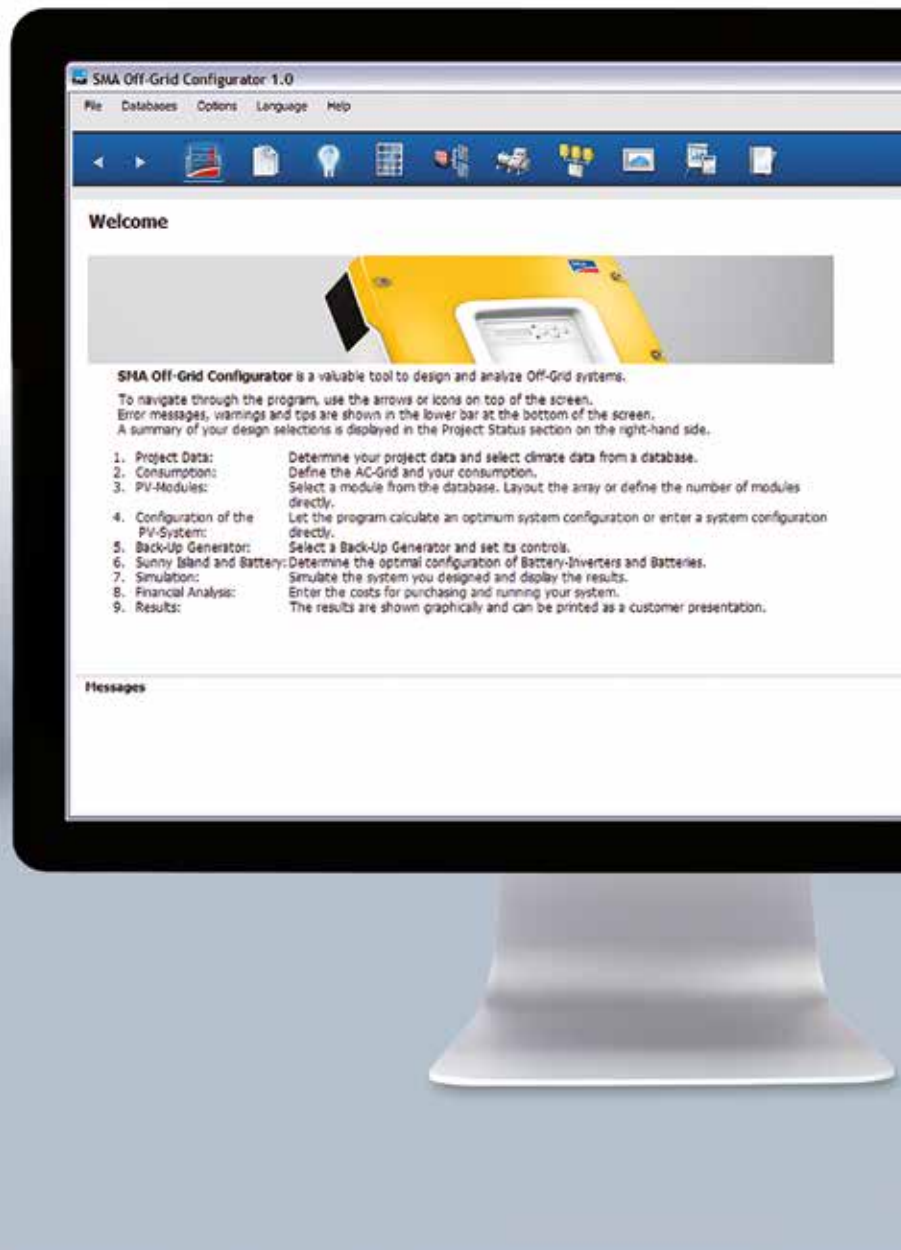 SMA Off-Grid Configurator 1.0
File Databases Options Language Help
Welcome
SMA
SMA Off-Grid Configurator is a valuable tool to design and analyze Off-Grid systems.
To navigate through the program, use the arrows or icons on top of the screen.
Error messages, warnings and tips are shown in the lower bar at the bottom of the screen.
A summary of your design selections is displayed in the Project Status section on the right-hand side.
1. Project Data: Determine your project data and select climate data from a database.
2. Consumption: Define the AC-Grid and your consumption.
3. PV-Modules: Select a module from the database. Layout the array or define the number of modules
directly.
4. Configuration of the Let the program calculate an optimum system configuration or enter a system configuration
PV-System: directly.
5. Back-Up Generator: Select a Back-Up Generator and set its controls.
6. Sunny Island and Battery: Determine the optimal configuration of Battery-Inverters and Batteries.
7. Simulation: Simulate the system you designed and display the results.
8. Financial Analysis: Enter the costs for purchasing and running your system.
9. Results: The results are shown graphically and can be printed as a customer presentation.
Messages